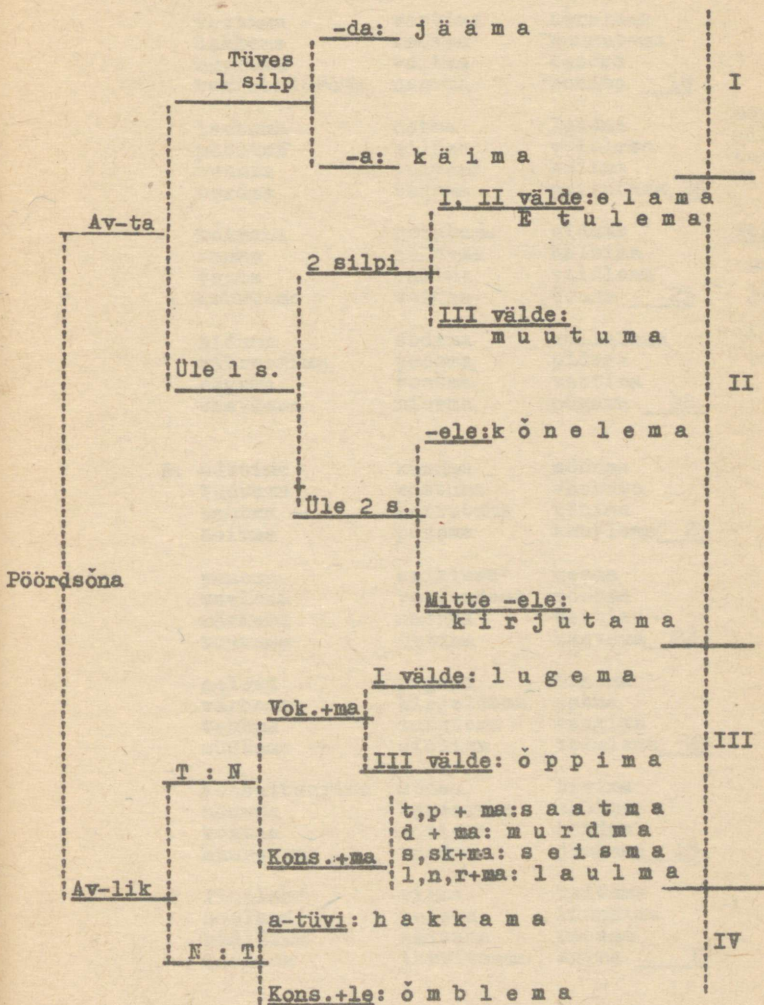 -da: j ä ä m a
Tüves
1 silp
I
-a: k ä i m a
I, II välde:e l a m a
E t u l e m a
Av-ta
2 silpi
III välde:
m u u t u m a
Üle 1 s.
II
-ele:k õ n e l e m a
Üle 2 s.
Pöördsõna
Mitte -ele:
k i r j u t a m a
I välde: l u g e m a
Vok.+ma
III
III välde: õ p p i m a
T : N
t,p + ma:s a a t m a
d + ma: m u r d m a
s,sk+ma: s e i s m a
Kons.+ma
l,n,r+ma: l a u l m a
Av-lik
a-tüvi: h a k k a m a
IV
N : T
Kons.+le: õ m b l e m a